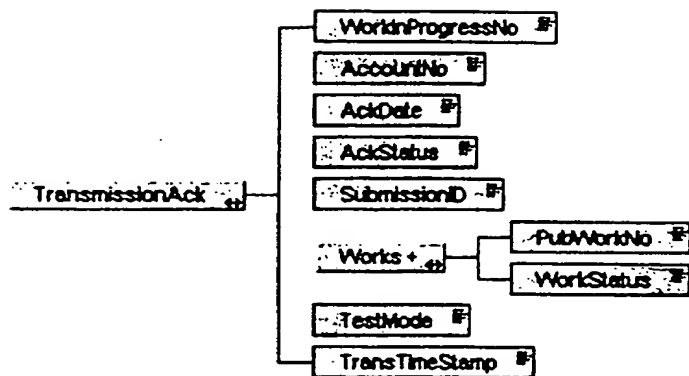 WorkInProgressNo
AccountNo
AckDate
AckStatus
TransmissionAck
SubmissionID
Works +
PubWorkNo
WorkStatus
TestMode
TransTimeStamp